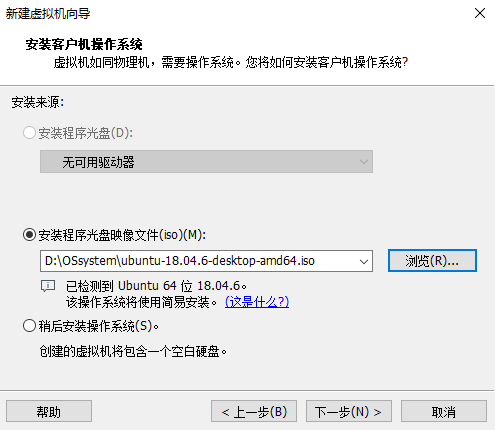 新建虚拟机向导
安装客户机操作系统
虚拟机如同物理机，需要操作系统。您将如何安装客户机操作系统?
安装来源:
安装程序光盘(D):
无可用驱动器
安装程序光盘映像文件(iso)(M):
D:\OSsystem\ubuntu-18.04.6-desktop-amd64.iso
浏览(R)...
已检测到 Ubuntu 64 位 18.04.6。
该操作系统将使用简易安装。 (这是什么?)
稍后安装操作系统(S)。
创建的虚拟机将包含一个空白硬盘。
帮助
< 上一步(B)
下一步(N) >
取消